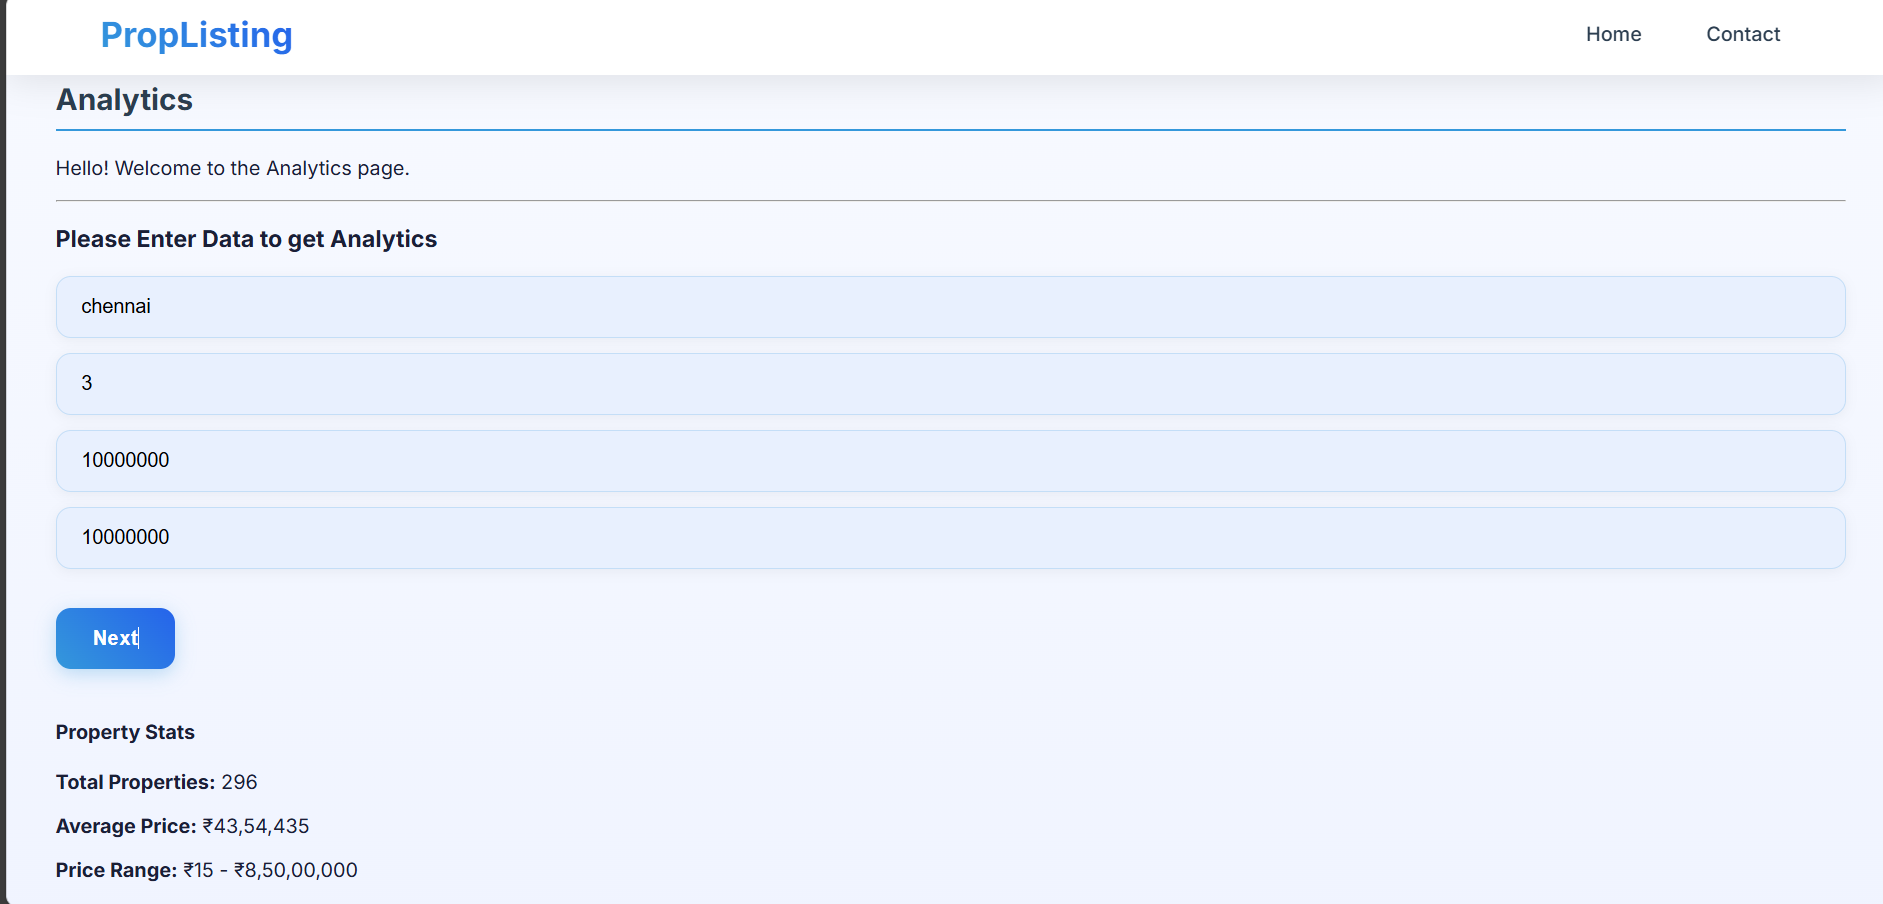 PropListing
Home
Contact
Analytics
Hello! Welcome to the Analytics page.
Please Enter Data to get Analytics
chennai
3
10000000
10000000
Next
Property Stats
Total Properties: 296
Average Price: ₹43,54,435
Price Range: ₹15 - ₹8,50,00,000